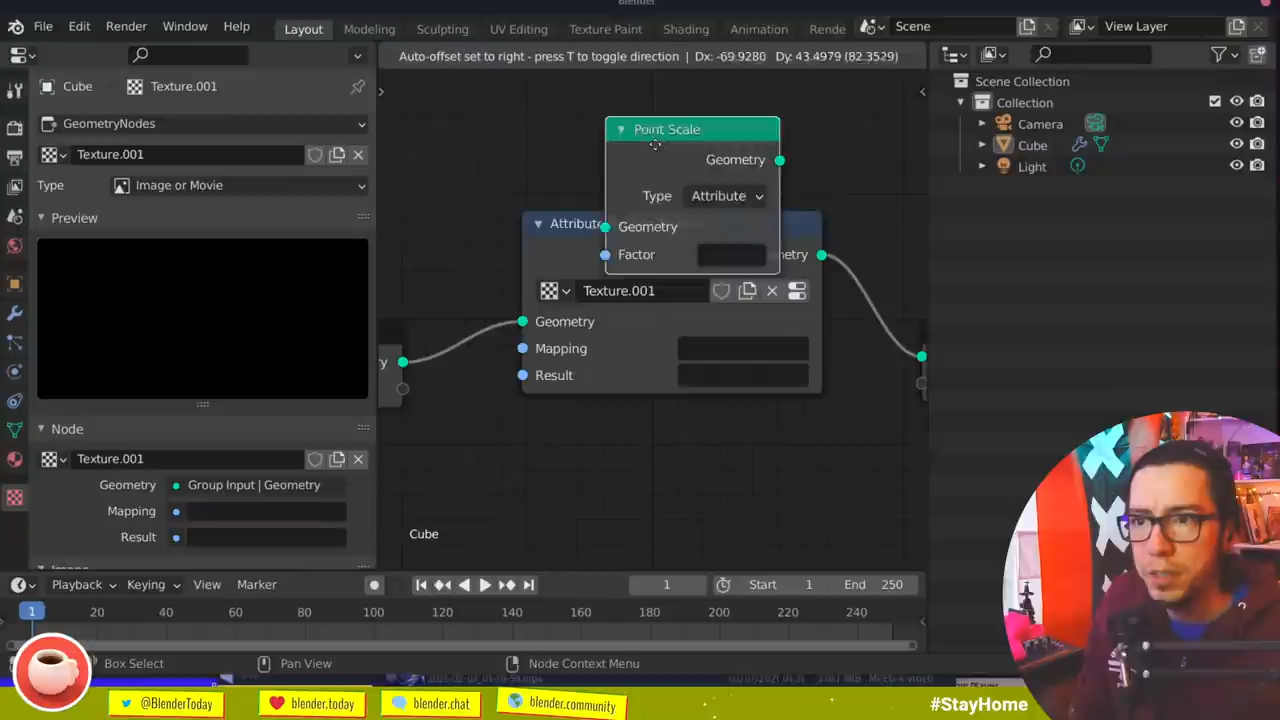 Blender
File Edit Render Window Help Layout Modeling Sculpting UV Editing Texture Paint Shading Animation Rende Scene View Layer
Auto-offset set to right - press T to toggle direction | Dx: -69.9280 Dy: 43.4979 (82.3529)
Cube Texture.001
GeometryNodes
Texture.001
Type Image or Movie
Preview
Node
Texture.001
Geometry Group Input | Geometry
Mapping
Result
Point Scale
Geometry
Type Attribute
Geometry
Factor
Attribute
metry
Texture.001
Geometry
Mapping
Result
y
Cube
Scene Collection
Collection
Camera
Cube
Light
Playback Keying View Marker 1 Start 1 End 250
1 20 40 60 80 100 120 140 160 180 200 220 240
Box Select Pan View Node Context Menu
@BlenderToday blender.today blender.chat blender.community #StayHome